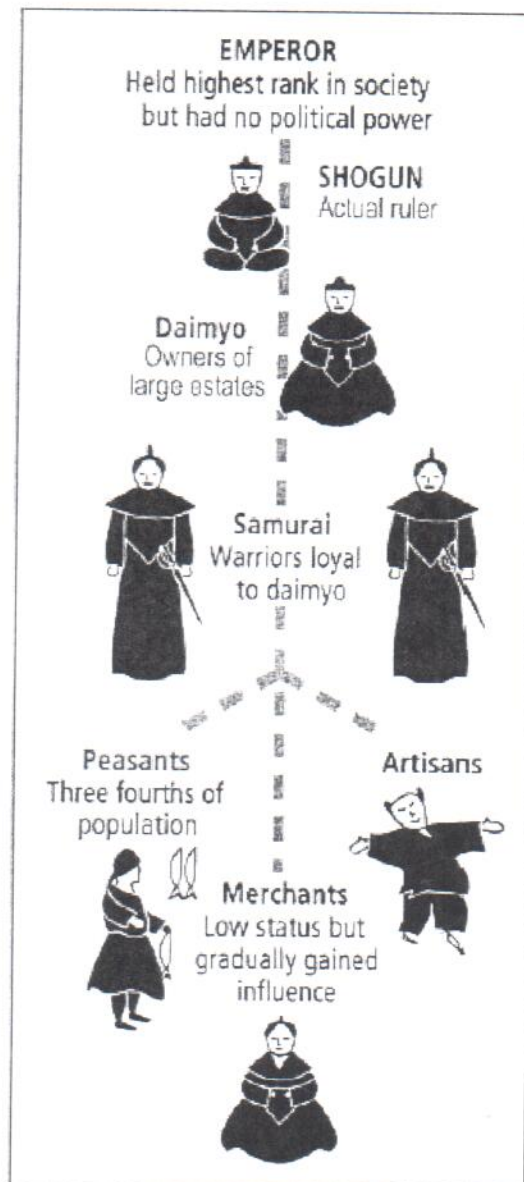 EMPEROR
Held highest rank in society
but had no political power
SHOGUN
Actual ruler
Daimyo
Owners of
large estates
Samurai
Warriors loyal
to daimyo
Peasants
Three fourths of
population
Artisans
Merchants
Low status but
gradually gained
influence